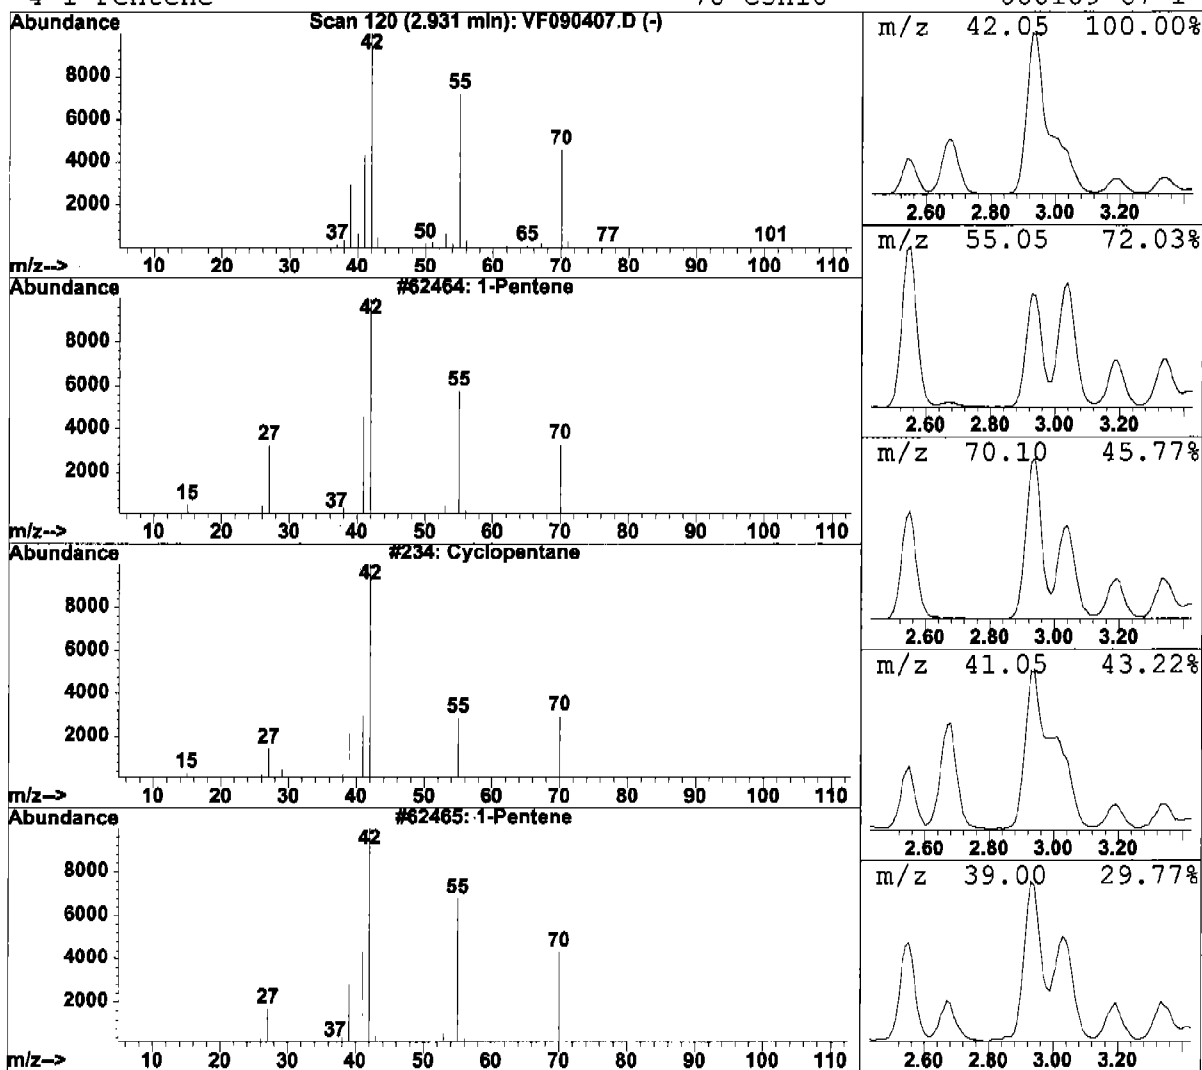 Abundance Scan 120 (2.931 min): VF090407.D (-)
42
8000
55
6000
70
4000
2000
37 50 65 77 101
m/z--> 10 20 30 40 50 60 70 80 90 100 110
Abundance #62464: 1-Pentene
42
8000
6000
55
4000
27 70
2000
15 37
m/z--> 10 20 30 40 50 60 70 80 90 100 110
Abundance #234: Cyclopentane
42
8000
6000
4000
55 70
2000
15 27
m/z--> 10 20 30 40 50 60 70 80 90 100 110
Abundance #62465: 1-Pentene
42
8000
55
6000
70
4000
27
2000
37
m/z--> 10 20 30 40 50 60 70 80 90 100 110
m/z 42.05 100.00%
2.60 2.80 3.00 3.20
m/z 55.05 72.03%
2.60 2.80 3.00 3.20
m/z 70.10 45.77%
2.60 2.80 3.00 3.20
m/z 41.05 43.22%
2.60 2.80 3.00 3.20
m/z 39.00 29.77%
2.60 2.80 3.00 3.20